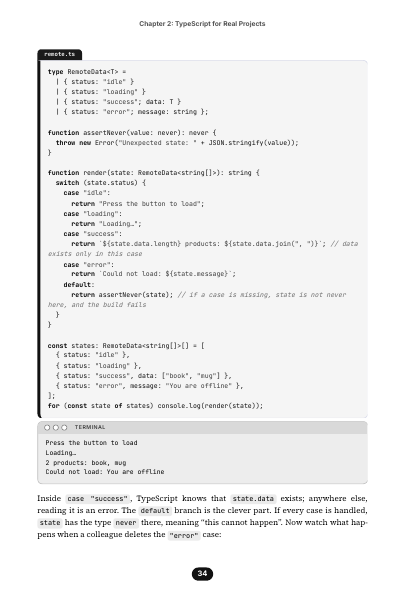 Chapter 2: TypeScript for Real Projects
remote.ts
type RemoteData<T> =
  | { status: "idle" }
  | { status: "loading" }
  | { status: "success"; data: T }
  | { status: "error"; message: string };

function assertNever(value: never): never {
  throw new Error("Unexpected state: " + JSON.stringify(value));
}

function render(state: RemoteData<string[]>): string {
  switch (state.status) {
    case "idle":
      return "Press the button to load";
    case "loading":
      return "Loading…";
    case "success":
      return `${state.data.length} products: ${state.data.join(", ")}`; // data
exists only in this case
    case "error":
      return `Could not load: ${state.message}`;
    default:
      return assertNever(state); // if a case is missing, state is not never
here, and the build fails
  }
}

const states: RemoteData<string[]>[] = [
  { status: "idle" },
  { status: "loading" },
  { status: "success", data: ["book", "mug"] },
  { status: "error", message: "You are offline" },
];
for (const state of states) console.log(render(state));
TERMINAL
Press the button to load
Loading…
2 products: book, mug
Could not load: You are offline
Inside case "success", TypeScript knows that state.data exists; anywhere else,
reading it is an error. The default branch is the clever part. If every case is handled,
state has the type never there, meaning “this cannot happen”. Now watch what hap-
pens when a colleague deletes the "error" case:
34